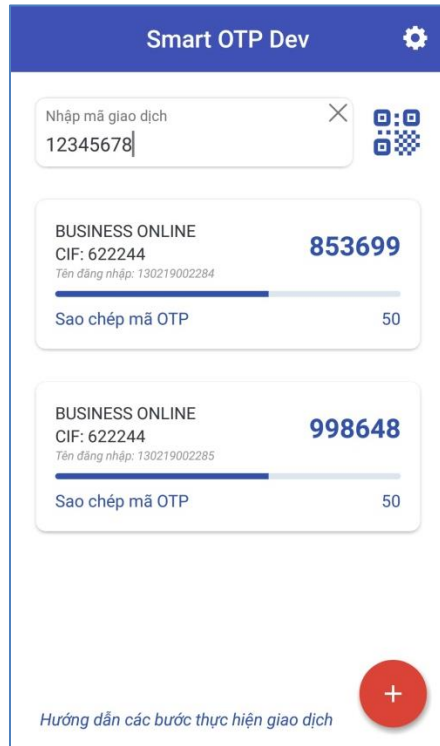 Smart OTP Dev
Nhập mã giao dịch
12345678
BUSINESS ONLINE
CIF: 622244
853699
Tên đăng nhập: 130219002284
Sao chép mã OTP
50
BUSINESS ONLINE
CIF: 622244
998648
Tên đăng nhập: 130219002285
Sao chép mã OTP
50
+
Hướng dẫn các bước thực hiện giao dịch